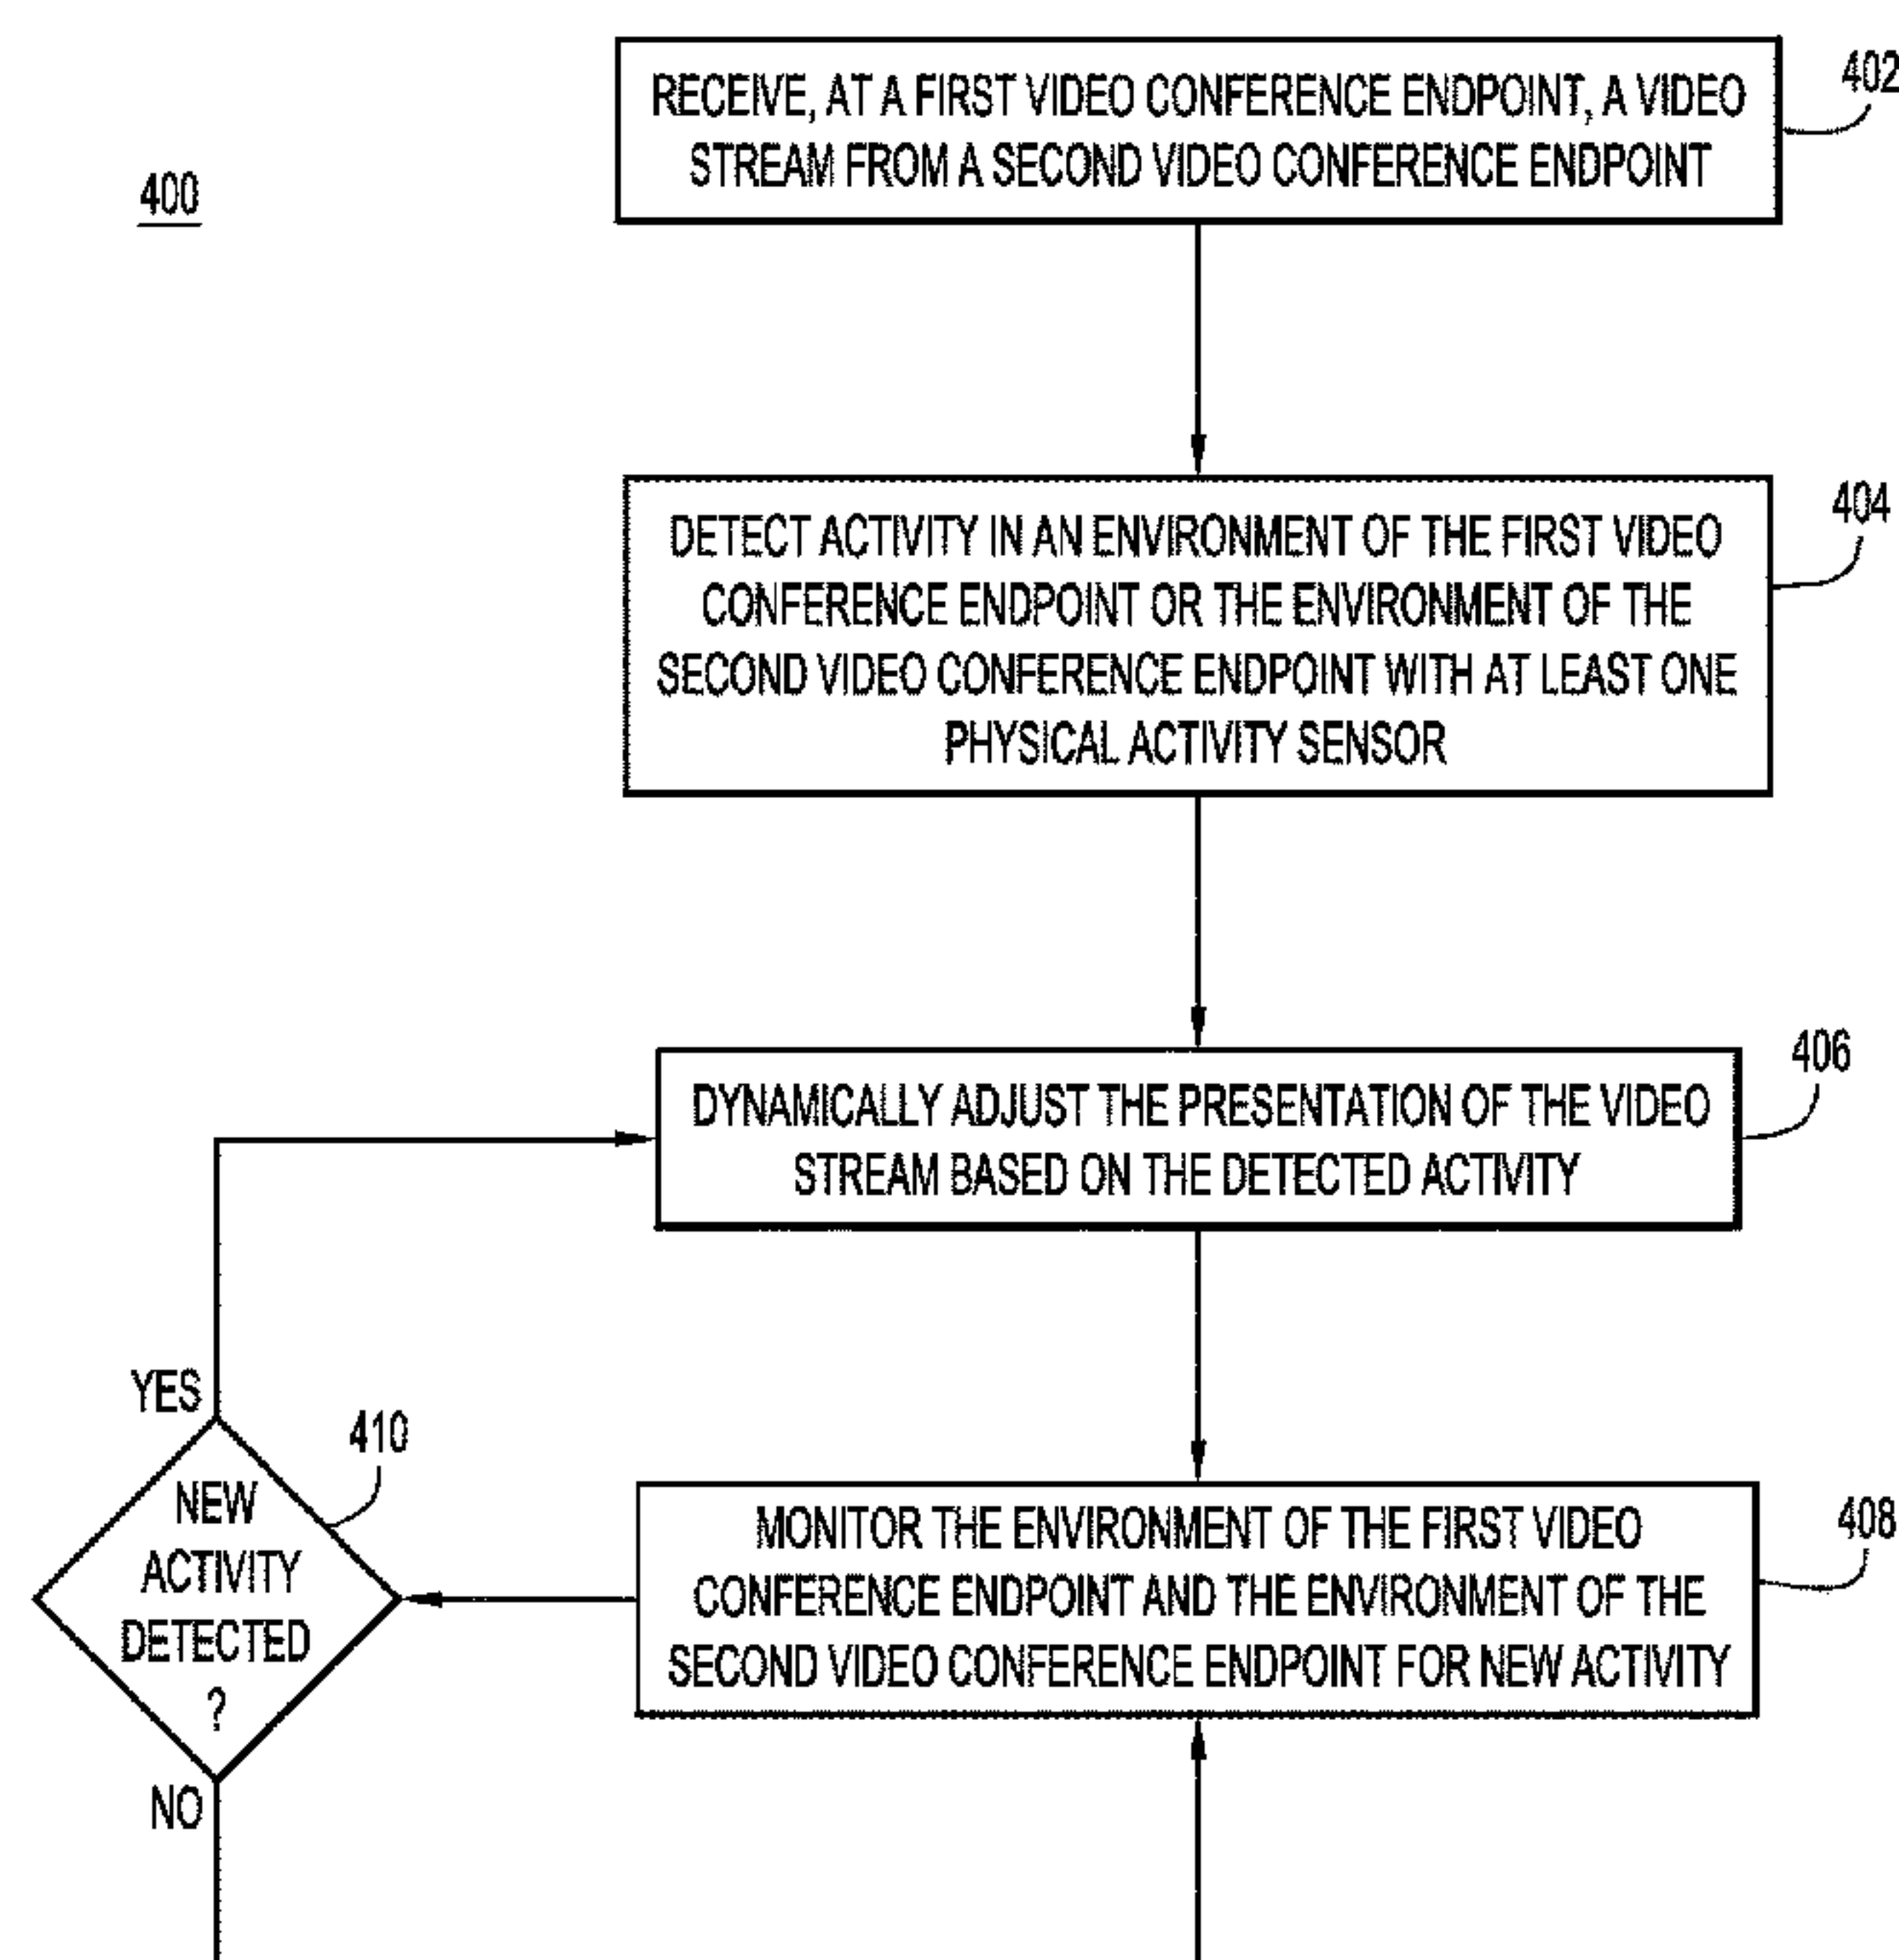 402
RECEIVE, AT A FIRST VIDEO CONFERENCE ENDPOINT, A VIDEO
STREAM FROM A SECOND VIDEO CONFERENCE ENDPOINT
400
404
DETECT ACTIVITY IN AN ENVIRONMENT OF THE FIRST VIDEO
CONFERENCE ENDPOINT OR THE ENVIRONMENT OF THE
SECOND VIDEO CONFERENCE ENDPOINT WITH AT LEAST ONE
PHYSICAL ACTIVITY SENSOR
406
DYNAMICALLY ADJUST THE PRESENTATION OF THE VIDEO
STREAM BASED ON THE DETECTED ACTIVITY
YES
410
NEW
ACTIVITY
DETECTED
?
NO
408
MONITOR THE ENVIRONMENT OF THE FIRST VIDEO
CONFERENCE ENDPOINT AND THE ENVIRONMENT OF THE
SECOND VIDEO CONFERENCE ENDPOINT FOR NEW ACTIVITY